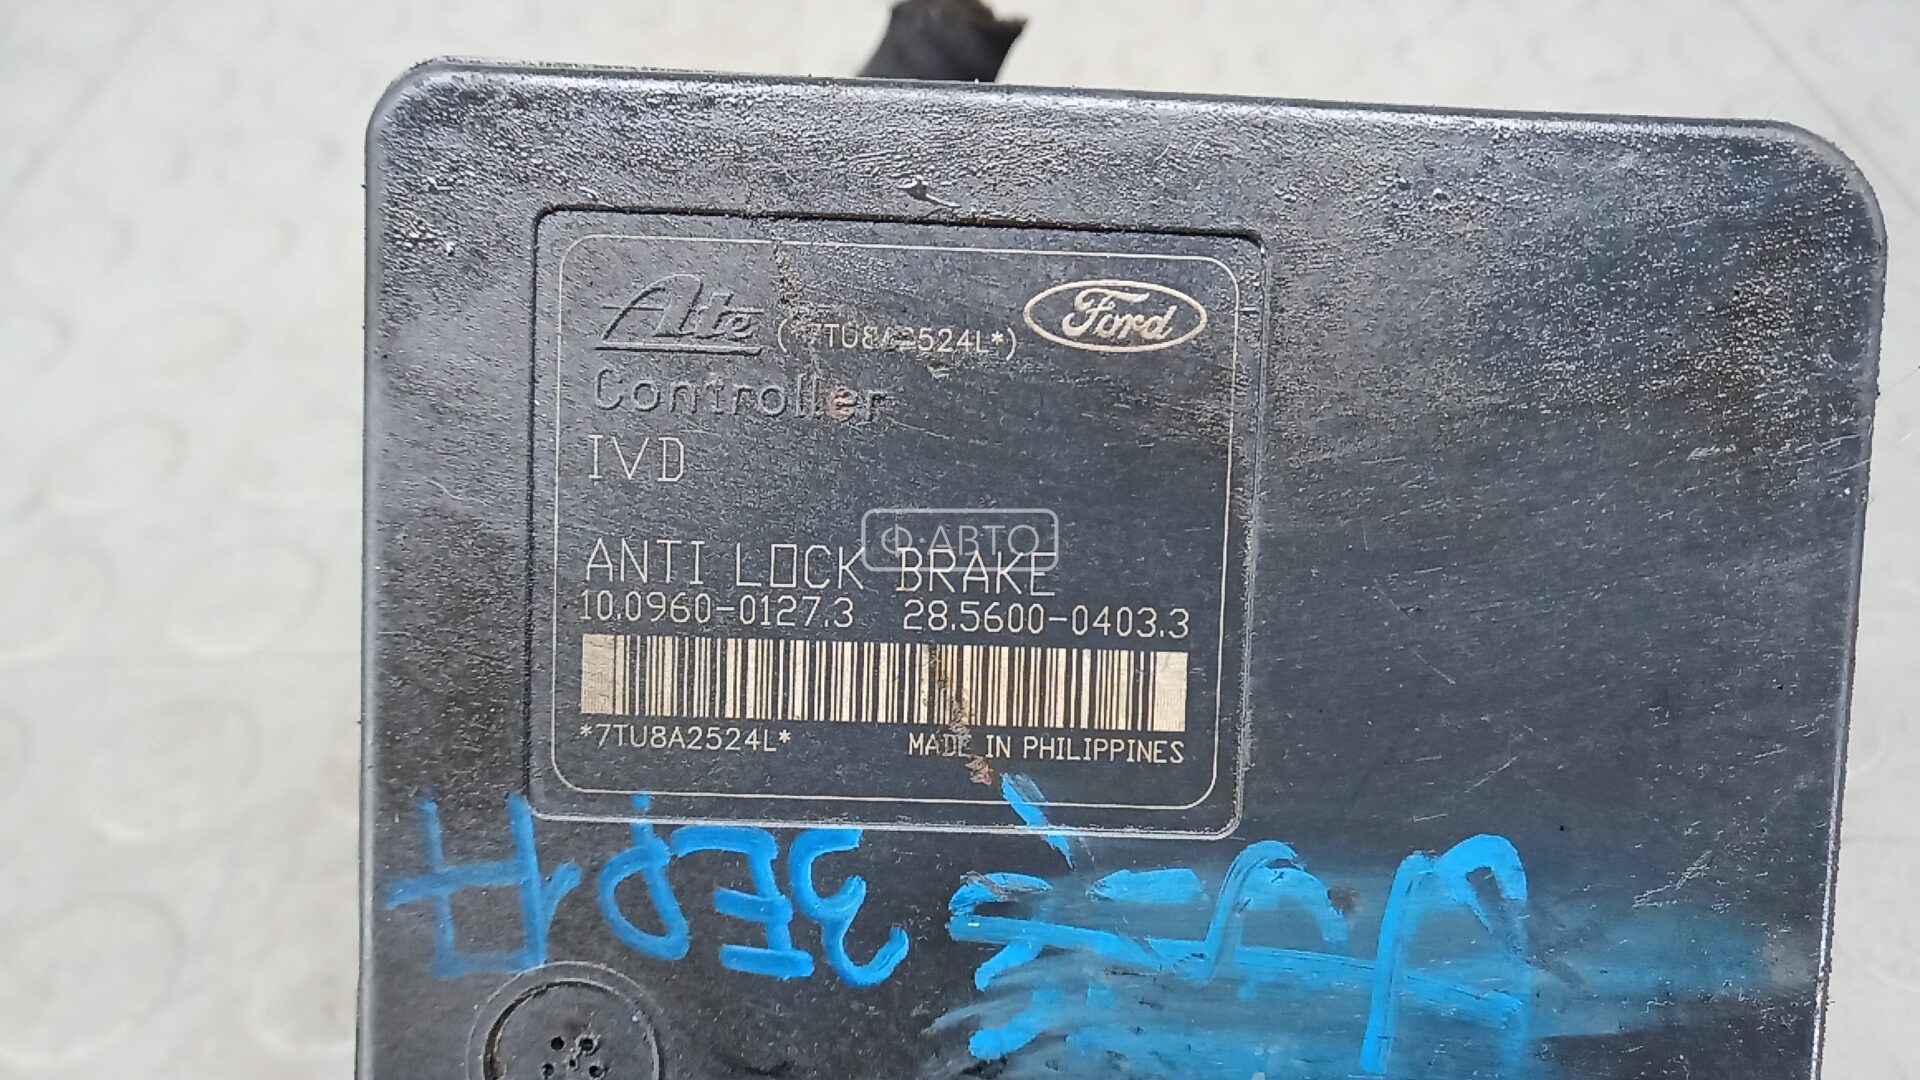 Ate (*7TU8A2524L*) Ford
Controller
IVD
Ф·АВТО
ANTI LOCK BRAKE
10.0960-0127.3 28.5600-0403.3
*7TU8A2524L* MADE IN PHILIPPINES